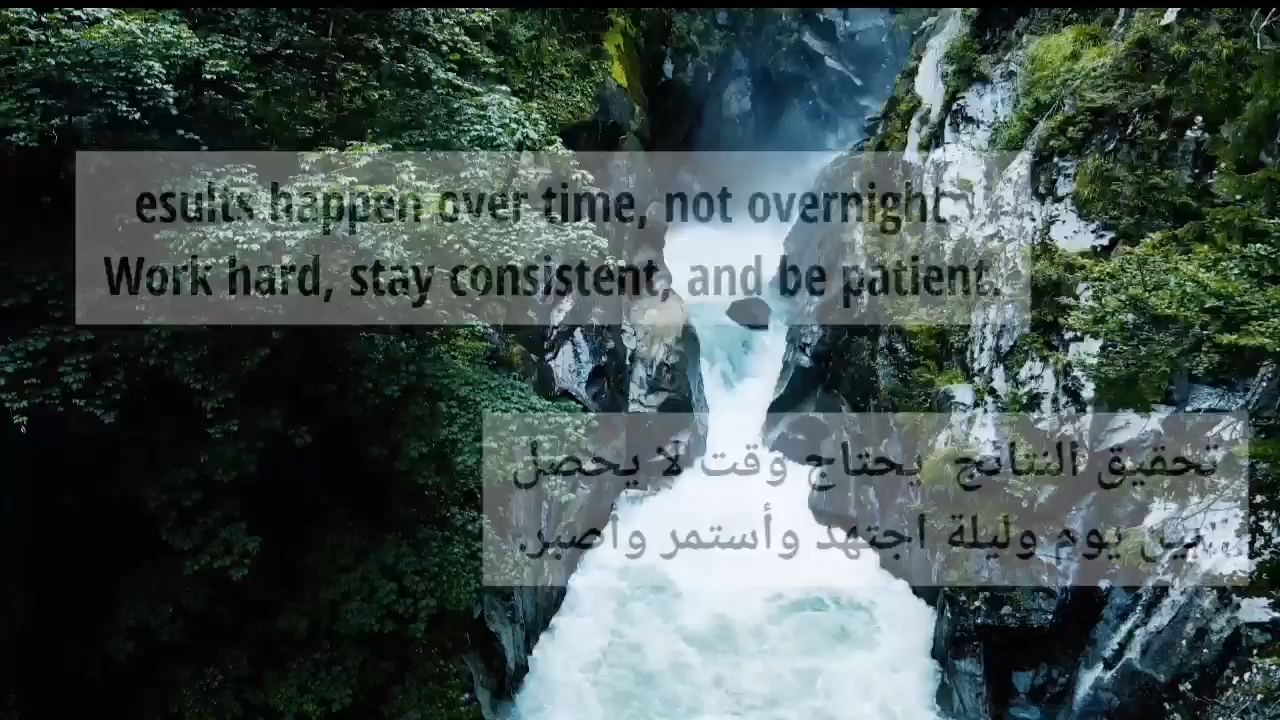 esults happen over time, not overnight
Work hard, stay consistent, and be patient.
تحقيق النتائج يحتاج وقت لا يحصل
بين يوم وليلة اجتهد وأستمر وأصبر.